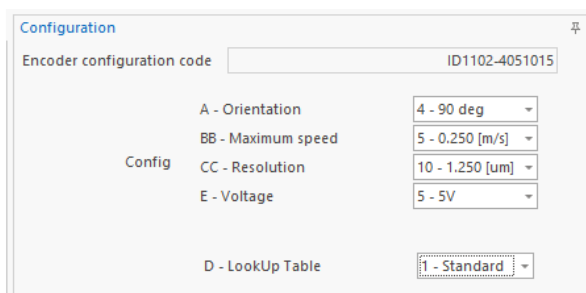 Configuration
Encoder configuration code ID1102-4051015
A - Orientation 4 - 90 deg
BB - Maximum speed 5 - 0.250 [m/s]
Config
CC - Resolution 10 - 1.250 [um]
E - Voltage 5 - 5V
D - LookUp Table 1 - Standard